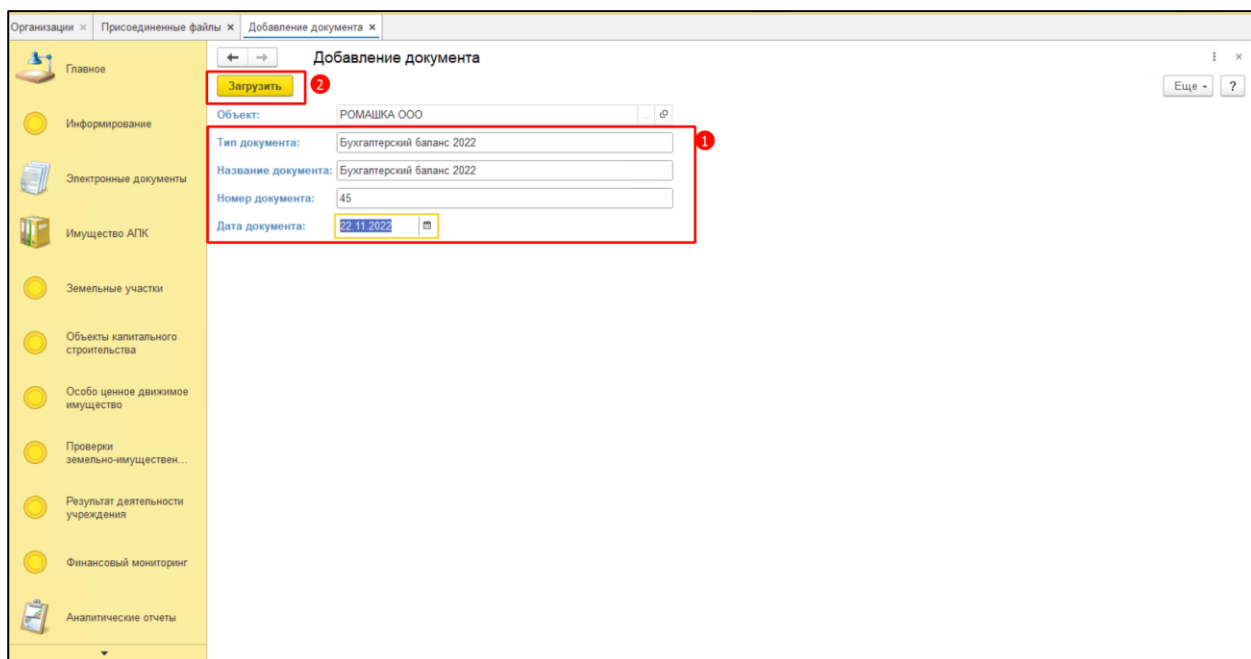 Организации × Присоединенные файлы × Добавление документа ×
Главное
Информирование
Электронные документы
Имущество АПК
Земельные участки
Объекты капитального
строительства
Особо ценное движимое
имущество
Проверки
земельно-имуществен...
Результат деятельности
учреждения
Финансовый мониторинг
Аналитические отчеты
Добавление документа
Загрузить 2
Еще ?
Объект: РОМАШКА ООО
1
Тип документа: Бухгалтерский баланс 2022
Название документа: Бухгалтерский баланс 2022
Номер документа: 45
Дата документа: 22.11.2022